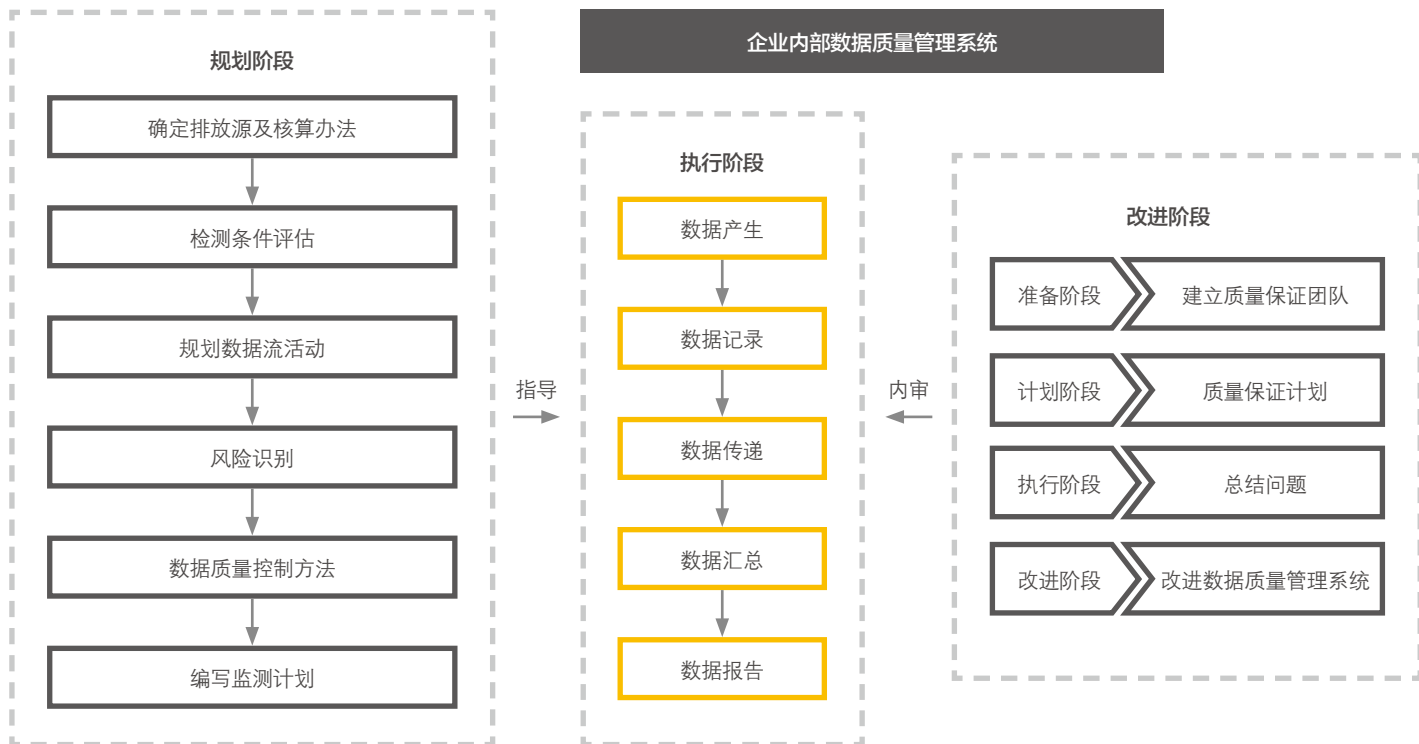 企业内部数据质量管理系统
规划阶段
确定排放源及核算办法
检测条件评估
规划数据流活动
风险识别
数据质量控制方法
编写监测计划
指导
执行阶段
数据产生
数据记录
数据传递
数据汇总
数据报告
内审
改进阶段
准备阶段
建立质量保证团队
计划阶段
质量保证计划
执行阶段
总结问题
改进阶段
改进数据质量管理系统